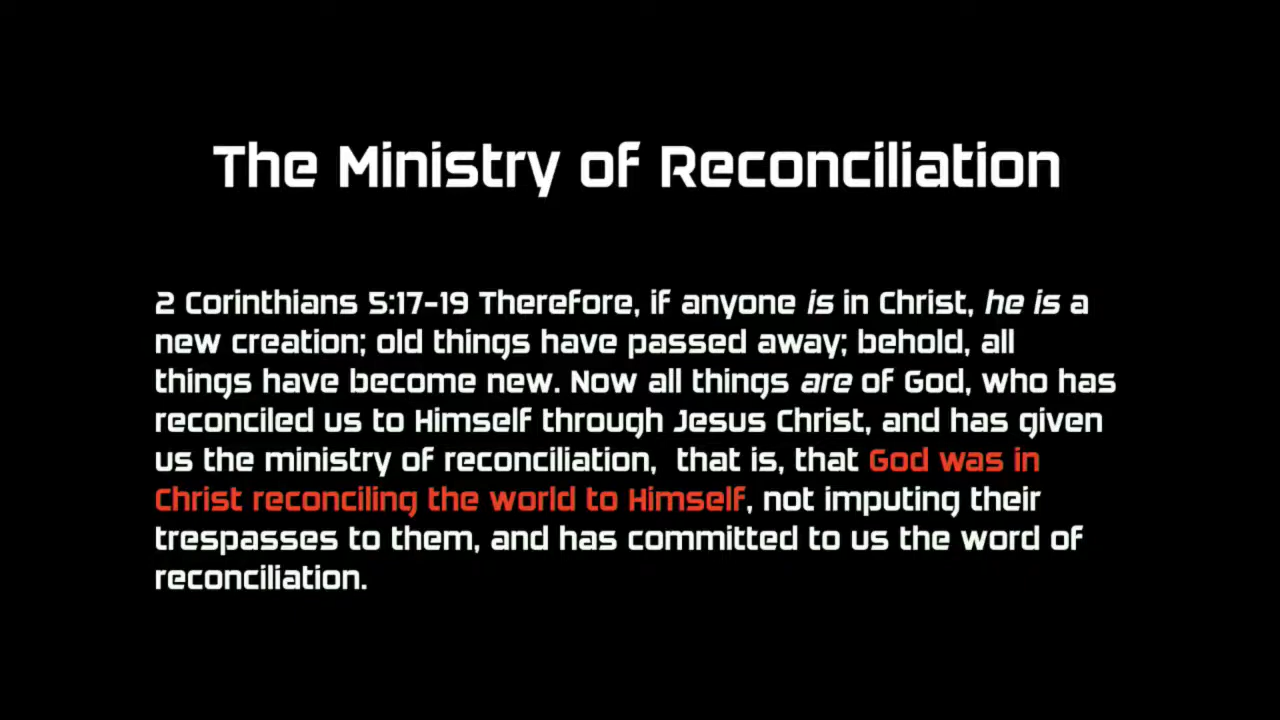 The Ministry of Reconciliation
2 Corinthians 5:17-19 Therefore, if anyone is in Christ, he is a
new creation; old things have passed away; behold, all
things have become new. Now all things are of God, who has
reconciled us to Himself through Jesus Christ, and has given
us the ministry of reconciliation,  that is, that God was in
Christ reconciling the world to Himself, not imputing their
trespasses to them, and has committed to us the word of
reconciliation.